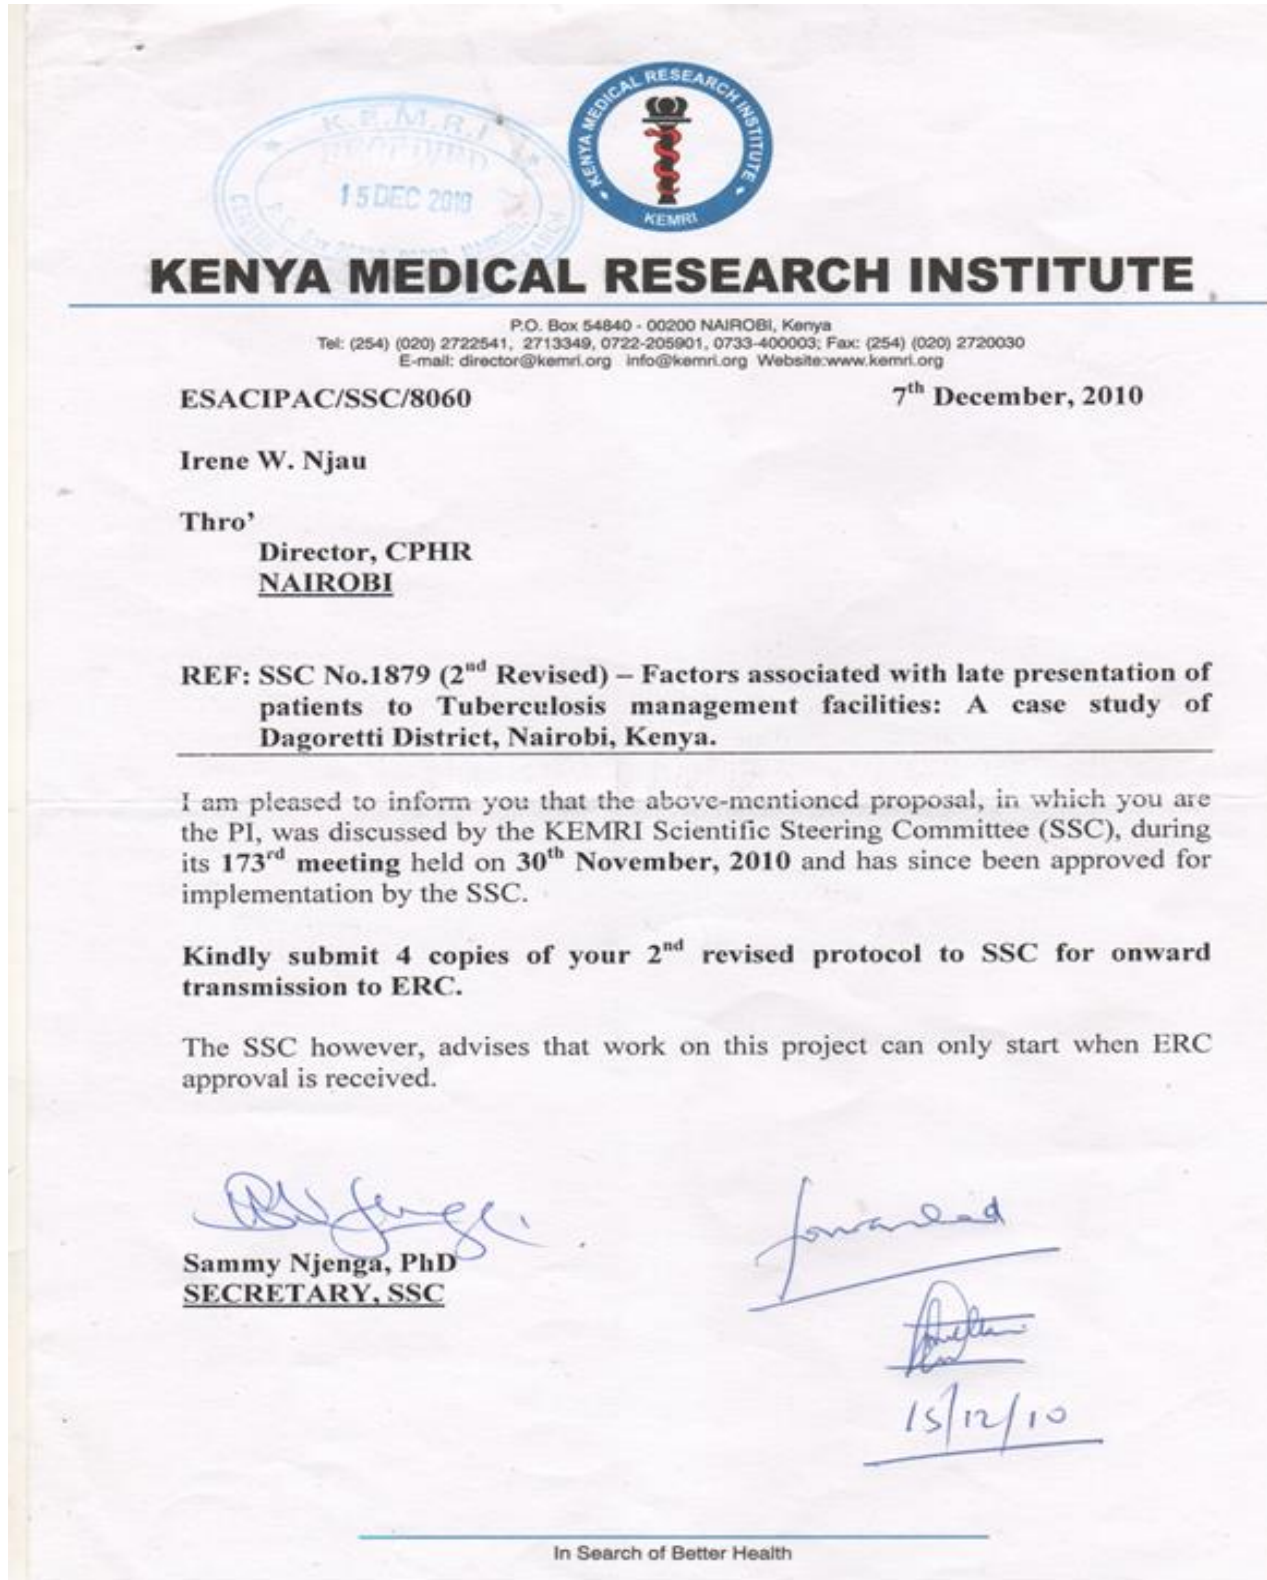 KENYA MEDICAL RESEARCH INSTITUTE
KEMRI
K.E.M.R.I
RECEIVED
15 DEC 2010
KENYA MEDICAL RESEARCH INSTITUTE
P.O. Box 54840 - 00200 NAIROBI, Kenya
Tel: (254) (020) 2722541, 2713349, 0722-205901, 0733-400003; Fax: (254) (020) 2720030
E-mail: director@kemri.org info@kemri.org Website:www.kemri.org
ESACIPAC/SSC/8060 7th December, 2010
Irene W. Njau
Thro’
Director, CPHR
NAIROBI
REF: SSC No.1879 (2nd Revised) – Factors associated with late presentation of
patients to Tuberculosis management facilities: A case study of
Dagoretti District, Nairobi, Kenya.
I am pleased to inform you that the above-mentioned proposal, in which you are
the PI, was discussed by the KEMRI Scientific Steering Committee (SSC), during
its 173rd meeting held on 30th November, 2010 and has since been approved for
implementation by the SSC.
Kindly submit 4 copies of your 2nd revised protocol to SSC for onward
transmission to ERC.
The SSC however, advises that work on this project can only start when ERC
approval is received.
Sammy Njenga, PhD
SECRETARY, SSC
forwarded
15/12/10
In Search of Better Health